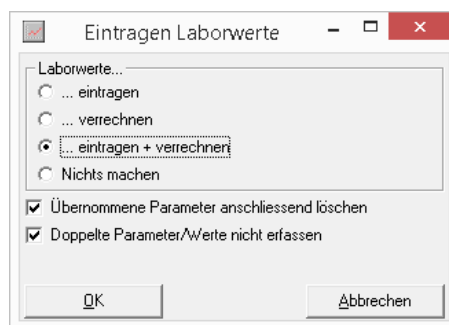 Eintragen Laborwerte
Laborwerte...
... eintragen
... verrechnen
... eintragen + verrechnen
Nichts machen
Übernommene Parameter anschliessend löschen
Doppelte Parameter/Werte nicht erfassen
OK Abbrechen